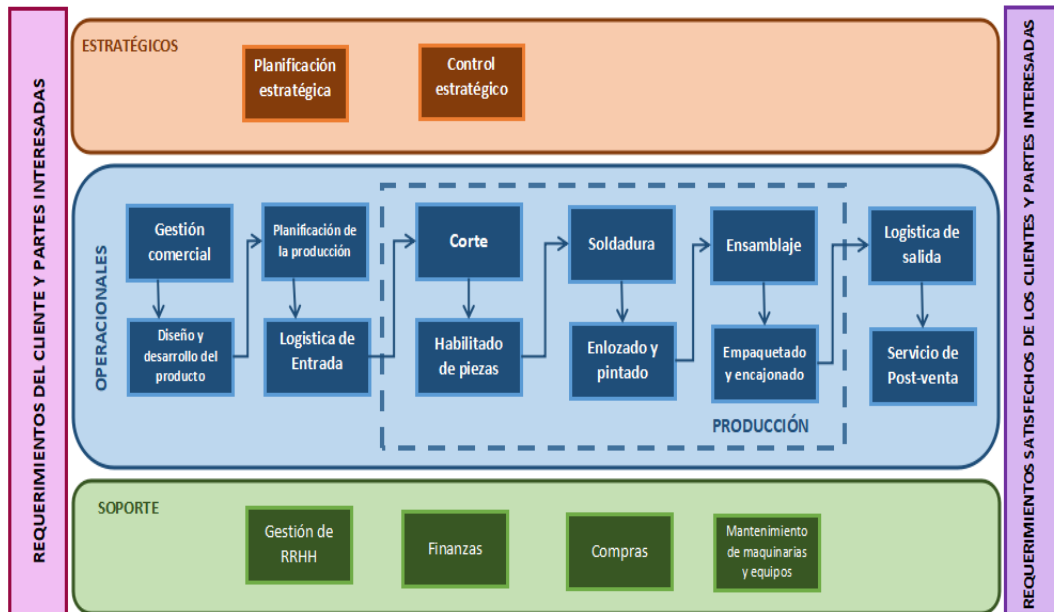 REQUERIMIENTOS DEL CLIENTE Y PARTES INTERESADAS
ESTRATÉGICOS
Planificación
estratégica
Control
estratégico
OPERACIONALES
Gestión
comercial
Diseño y
desarrollo del
producto
Planificación de
la producción
Logistica de
Entrada
Corte
Habilitado
de piezas
Soldadura
Enlozado y
pintado
Ensamblaje
Empaquetado
y encajonado
PRODUCCIÓN
Logistica de
salida
Servicio de
Post-venta
SOPORTE
Gestión de
RRHH
Finanzas
Compras
Mantenimiento
de maquinarias
y equipos
REQUERIMIENTOS SATISFECHOS DE LOS CLIENTES Y PARTES INTERESADAS